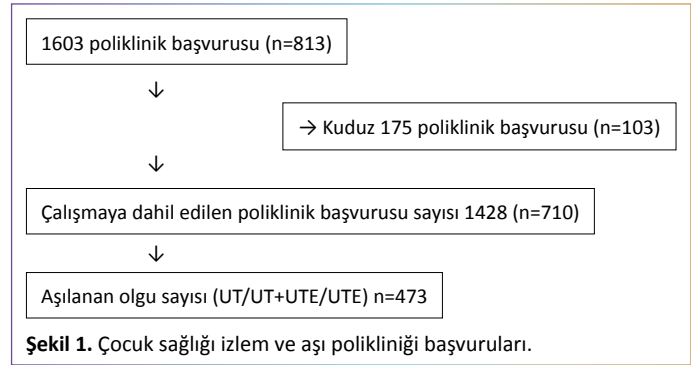 1603 poliklinik başvurusu (n=813)
↓
→ Kuduz 175 poliklinik başvurusu (n=103)
↓
Çalışmaya dahil edilen poliklinik başvurusu sayısı 1428 (n=710)
↓
Aşılanan olgu sayısı (UT/UT+UTE/UTE) n=473
Şekil 1. Çocuk sağlığı izlem ve aşı polikliniği başvuruları.